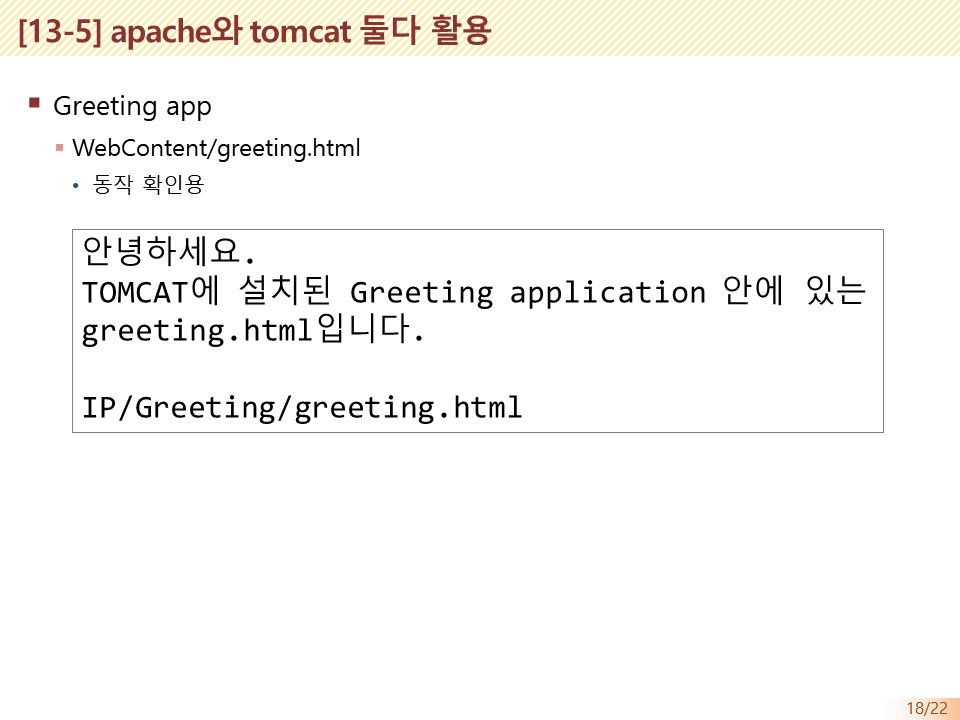 [13-5] apache와 tomcat 둘다 활용
Greeting app
WebContent/greeting.html
동작 확인용
안녕하세요.
TOMCAT에 설치된 Greeting application 안에 있는
greeting.html입니다.
IP/Greeting/greeting.html
18/22